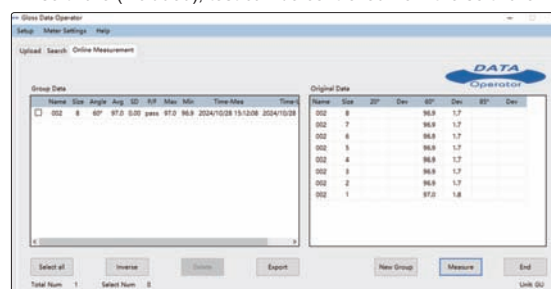 Gloss Data Operator
Setup Meter Settings Help
Upload Search Online Measurement
DATA
Operator
Group Data
Name Size Angle Avg SD P/F Max Min Time-Mea
002 8 60° 97.0 0.00 pass 97.0 96.9 2024/10/28 15:12:08 2024/10/28
Original Data
Name Size 20° Dev 60° Dev 85° Dev
002 8 96.9 1.7
002 7 96.9 1.7
002 6 96.9 1.7
002 5 96.9 1.7
002 4 96.9 1.7
002 3 96.9 1.7
002 2 96.9 1.7
002 1 97.0 1.8
Select all Inverse Delete Export New Group Measure End
Total Num 1 Select Num 0 Unit: GU